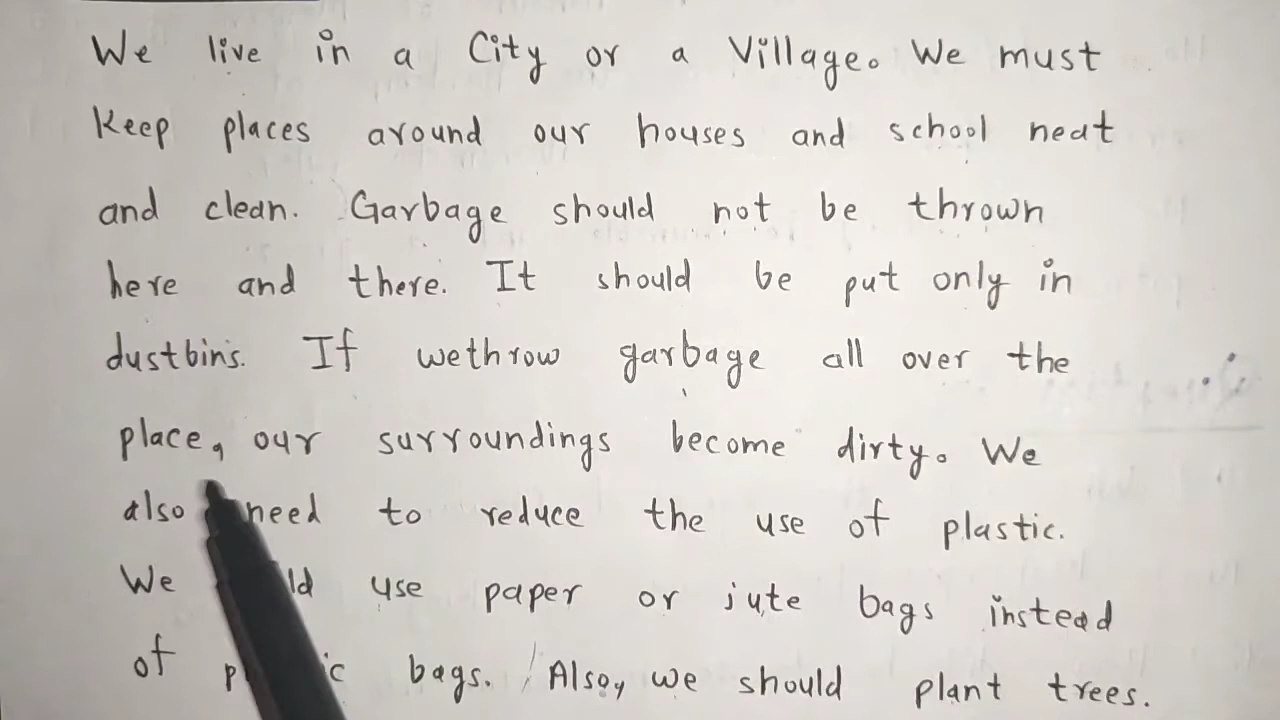 We live in a City or a Village. We must
Keep places around our houses and school neat
and clean. Garbage should not be thrown
here and there. It should be put only in
dustbins. If wethrow garbage all over the
place, our surroundings become dirty. We
also need to reduce the use of plastic.
We use paper or jute bags instead
of bags. Also, we should plant trees.